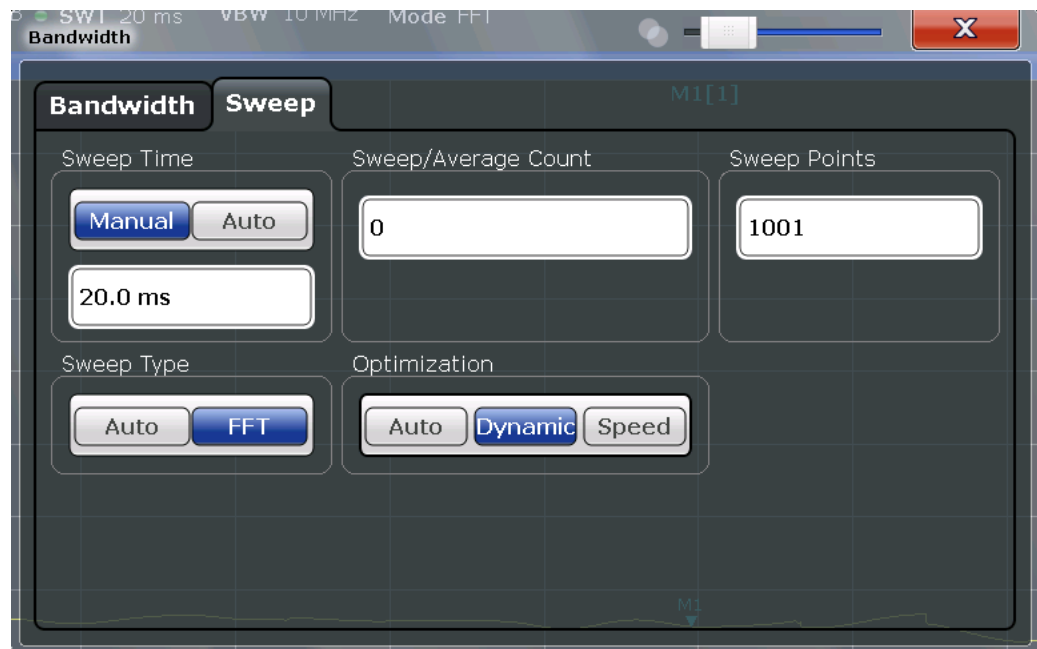 SWT 20 ms VBW 10 MHz Mode FFT
Bandwidth
X
Bandwidth Sweep
M1[1]
Sweep Time Sweep/Average Count Sweep Points
Manual Auto
0
1001
20.0 ms
Sweep Type Optimization
Auto FFT Auto Dynamic Speed
M1